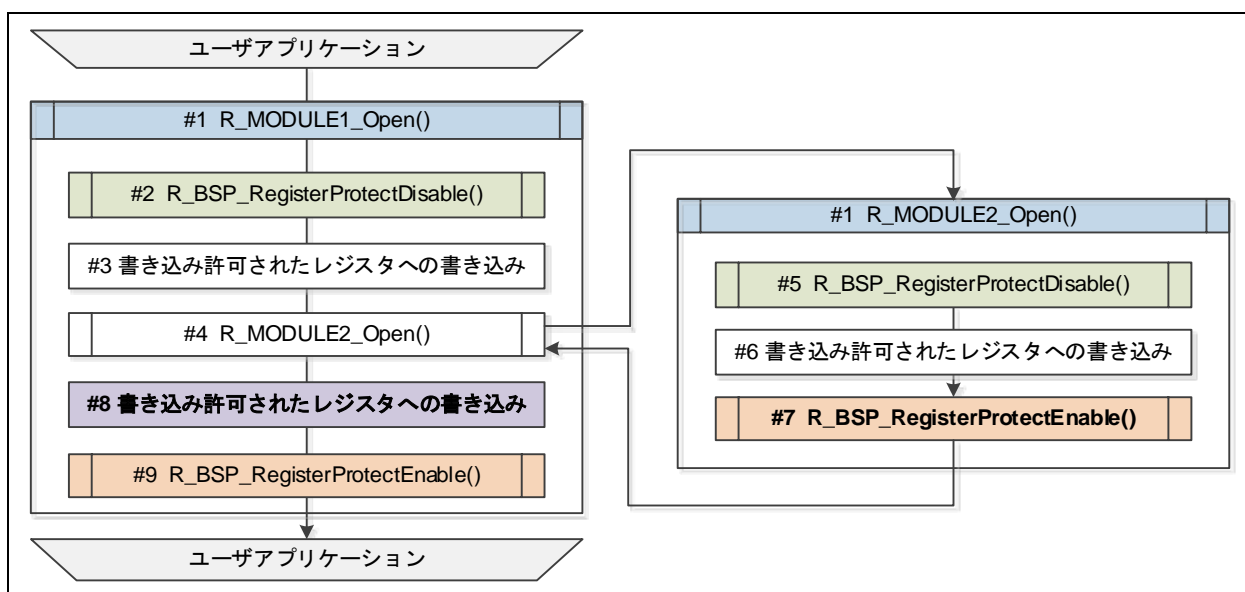 ユーザアプリケーション
#1 R_MODULE1_Open()
#2 R_BSP_RegisterProtectDisable()
#3 書き込み許可されたレジスタへの書き込み
#4 R_MODULE2_Open()
#8 書き込み許可されたレジスタへの書き込み
#9 R_BSP_RegisterProtectEnable()
ユーザアプリケーション
#1 R_MODULE2_Open()
#5 R_BSP_RegisterProtectDisable()
#6 書き込み許可されたレジスタへの書き込み
#7 R_BSP_RegisterProtectEnable()